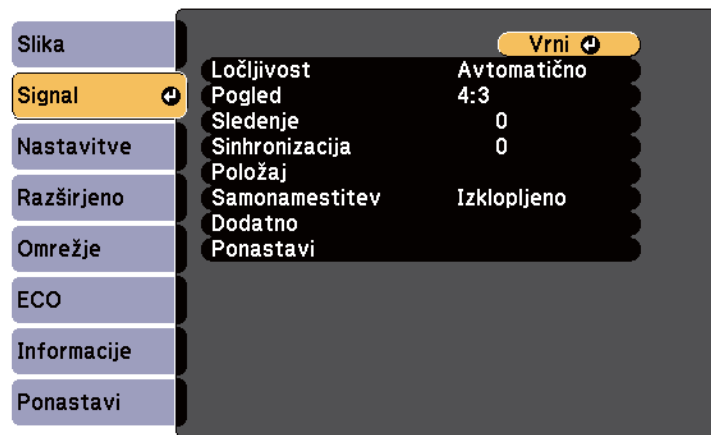 Slika
Signal
Nastavitve
Razširjeno
Omrežje
ECO
Informacije
Ponastavi
Vrni
Ločljivost Avtomatično
Pogled 4:3
Sledenje 0
Sinhronizacija 0
Položaj
Samonamestitev Izklopljeno
Dodatno
Ponastavi